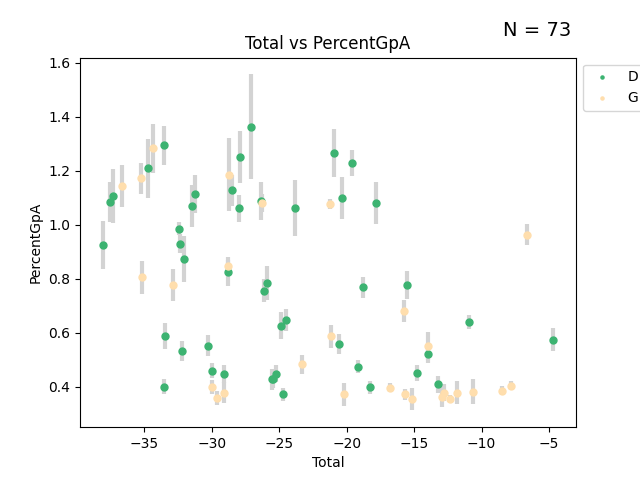 N = 73
Total vs PercentGpA
D
G
PercentGpA
1.6
1.4
1.2
1.0
0.8
0.6
0.4
−35 −30 −25 −20 −15 −10 −5
Total